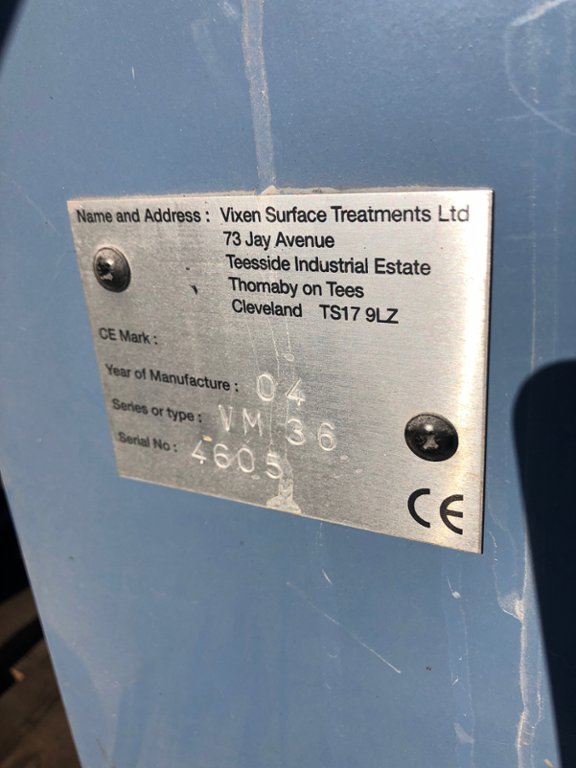 Name and Address : Vixen Surface Treatments Ltd
73 Jay Avenue
Teesside Industrial Estate
Thornaby on Tees
Cleveland TS17 9LZ
CE Mark :
Year of Manufacture : 04
Series or type : VM 36
Serial No : 4605
CE